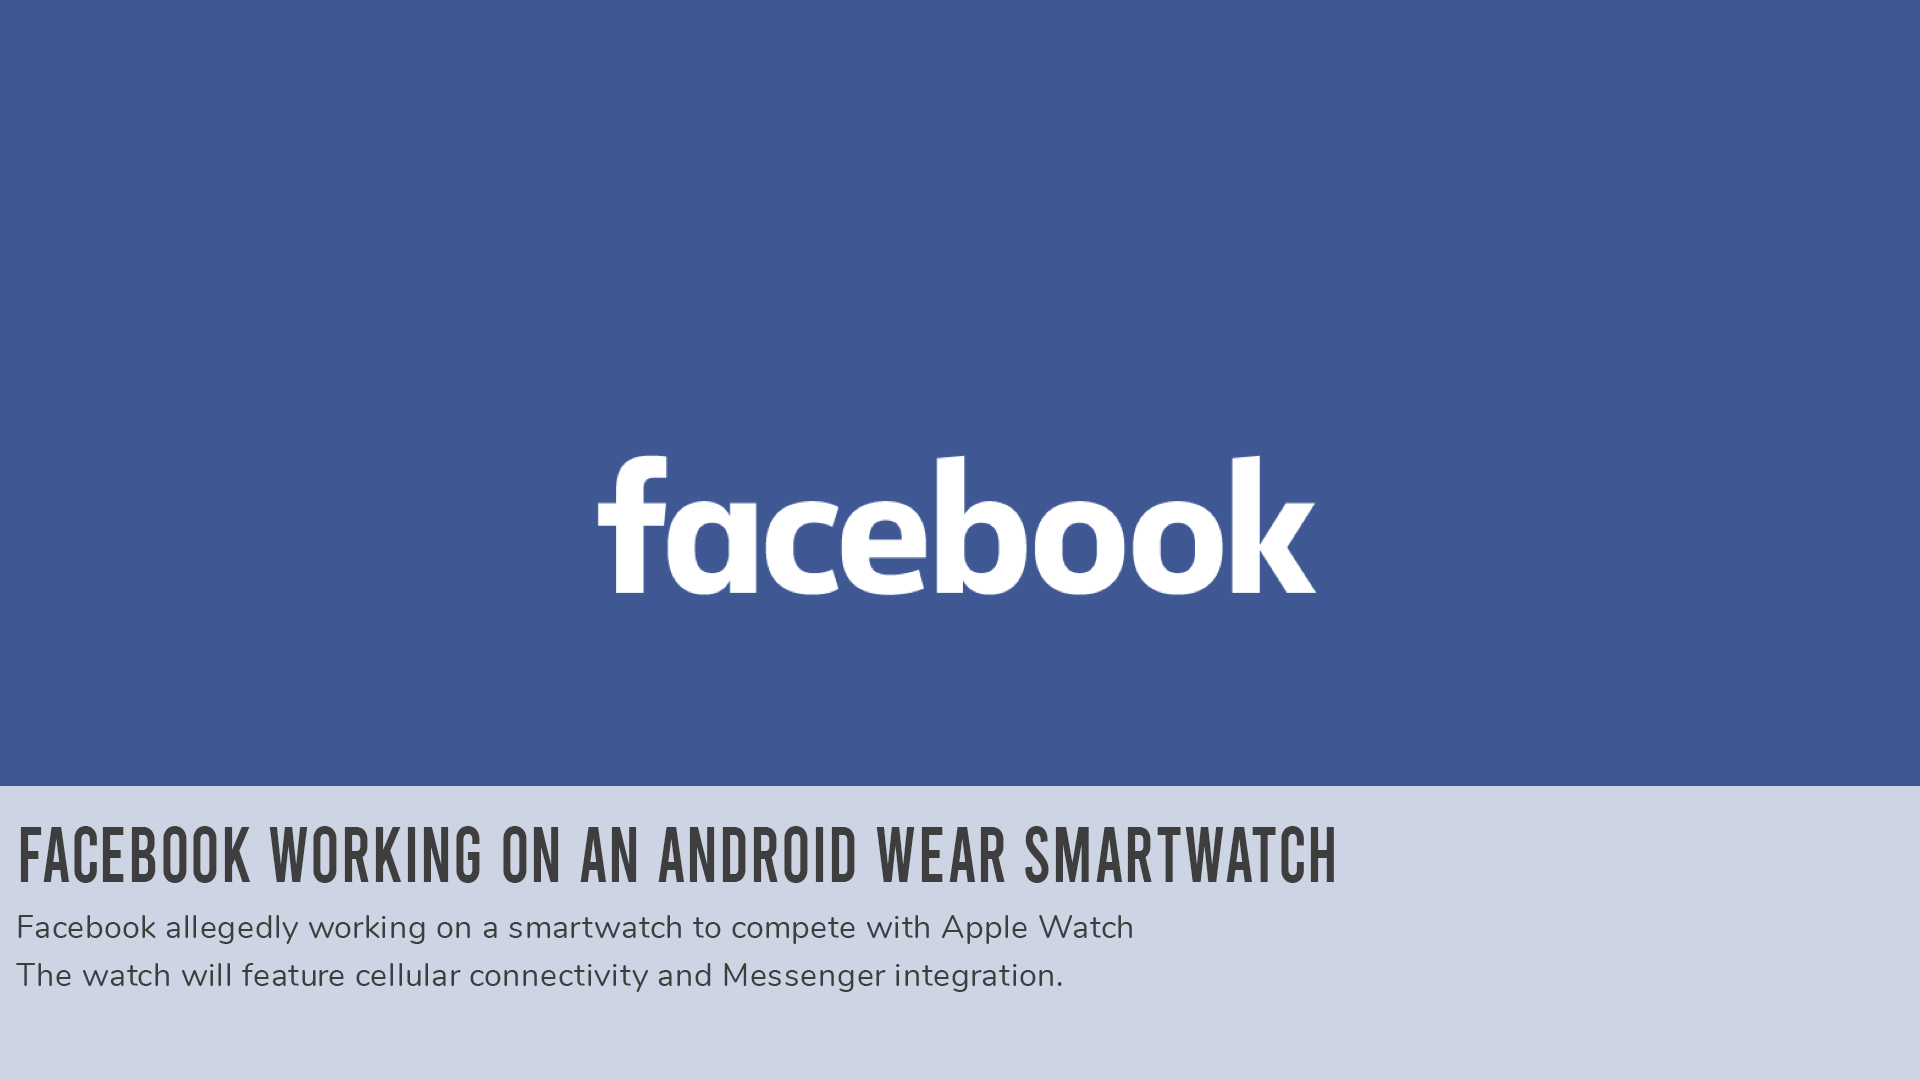 facebook
FACEBOOK WORKING ON AN ANDROID WEAR SMARTWATCH
Facebook allegedly working on a smartwatch to compete with Apple Watch
The watch will feature cellular connectivity and Messenger integration.